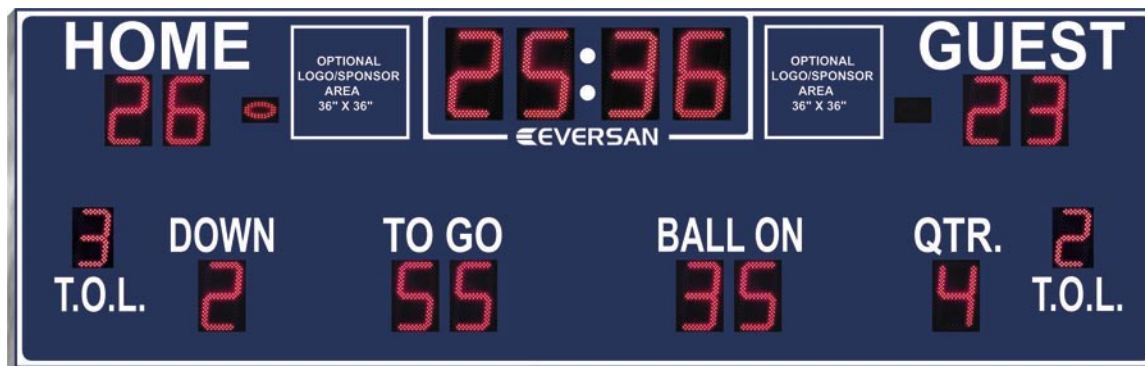 HOME
26
OPTIONAL
LOGO/SPONSOR
AREA
36" X 36"
25:36
EVERSAN
OPTIONAL
LOGO/SPONSOR
AREA
36" X 36"
GUEST
23
3
T.O.L.
DOWN
2
TO GO
55
BALL ON
35
QTR.
4
2
T.O.L.